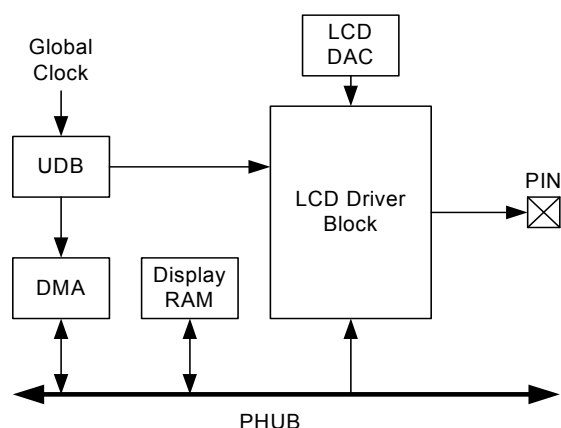 Global
Clock
LCD
DAC
UDB
LCD Driver
Block
PIN
DMA
Display
RAM
PHUB